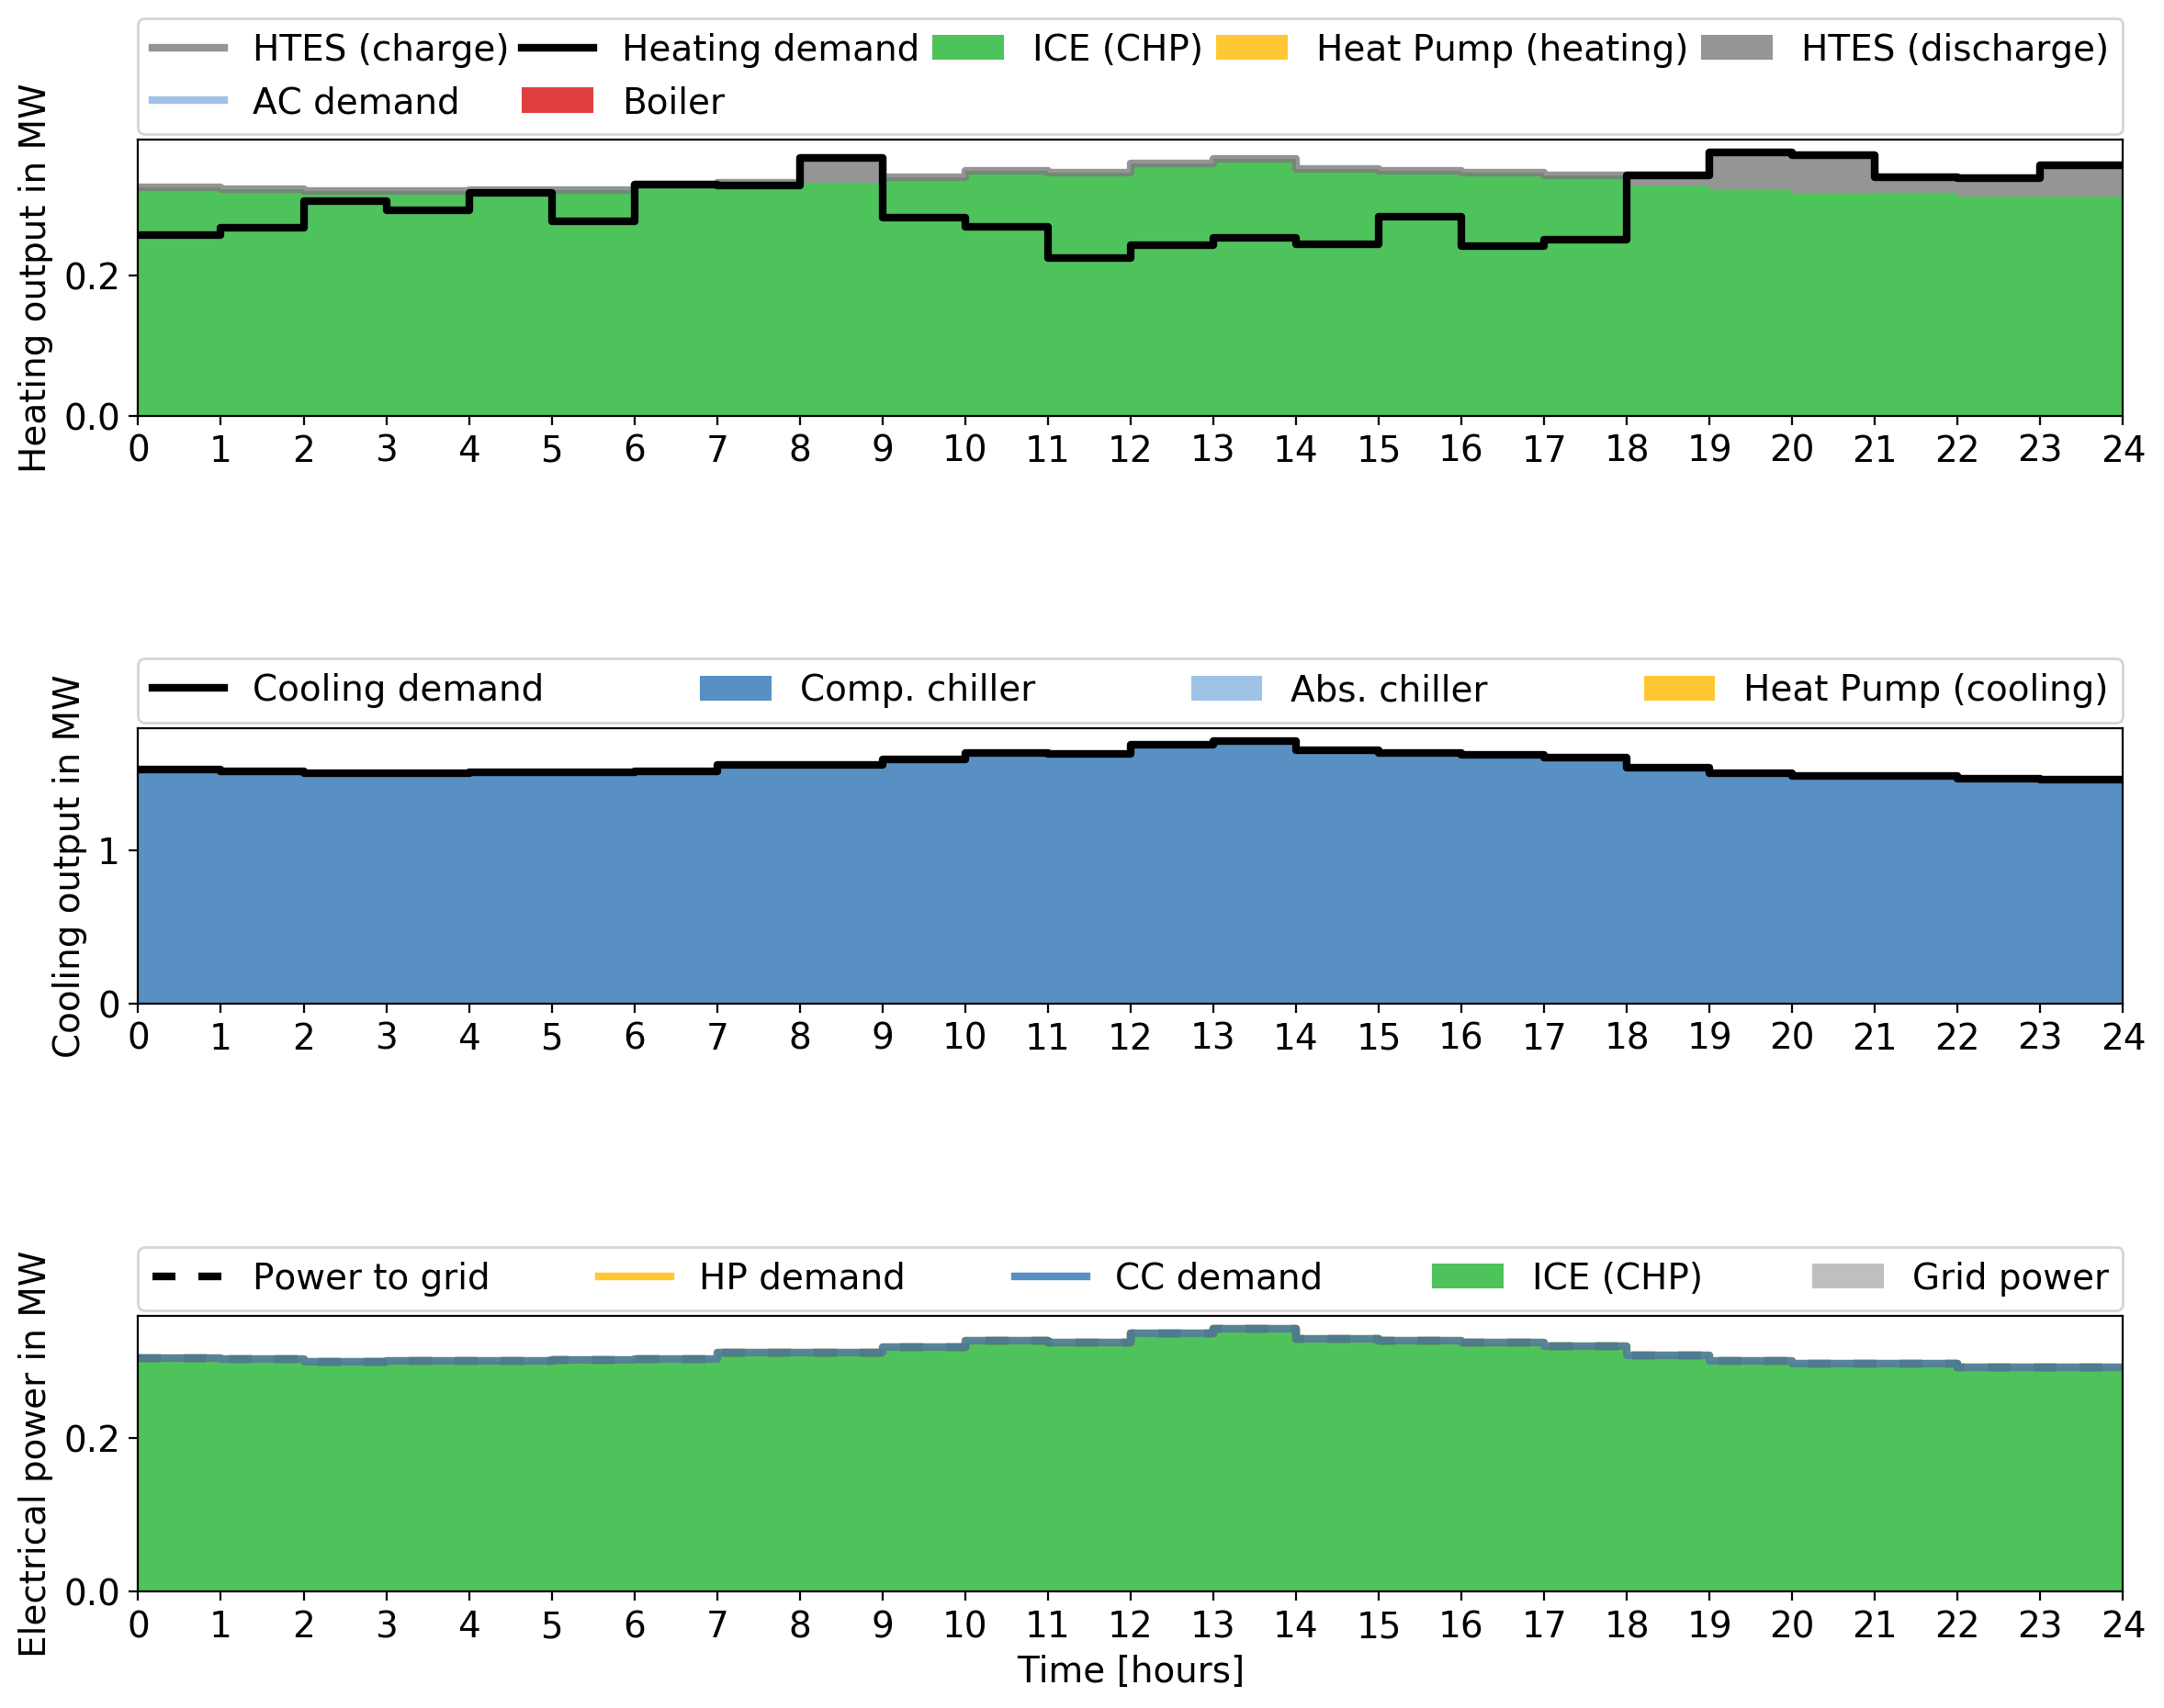 HTES (charge) Heating demand ICE (CHP) Heat Pump (heating) HTES (discharge)
AC demand Boiler
Heating output in MW
0.2
0.0
0 1 2 3 4 5 6 7 8 9 10 11 12 13 14 15 16 17 18 19 20 21 22 23 24
Cooling demand Comp. chiller Abs. chiller Heat Pump (cooling)
Cooling output in MW
1
0
0 1 2 3 4 5 6 7 8 9 10 11 12 13 14 15 16 17 18 19 20 21 22 23 24
Power to grid HP demand CC demand ICE (CHP) Grid power
Electrical power in MW
0.2
0.0
0 1 2 3 4 5 6 7 8 9 10 11 12 13 14 15 16 17 18 19 20 21 22 23 24
Time [hours]